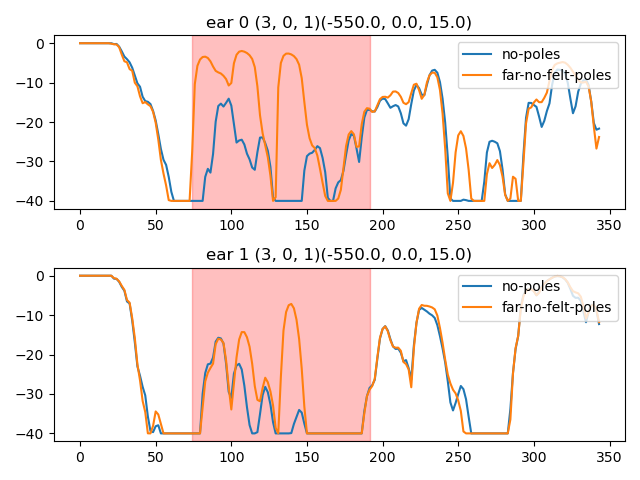 ear 0 (3, 0, 1)(-550.0, 0.0, 15.0)
0
−10
−20
−30
−40
no-poles
far-no-felt-poles
0 50 100 150 200 250 300 350
ear 1 (3, 0, 1)(-550.0, 0.0, 15.0)
0
−10
−20
−30
−40
no-poles
far-no-felt-poles
0 50 100 150 200 250 300 350